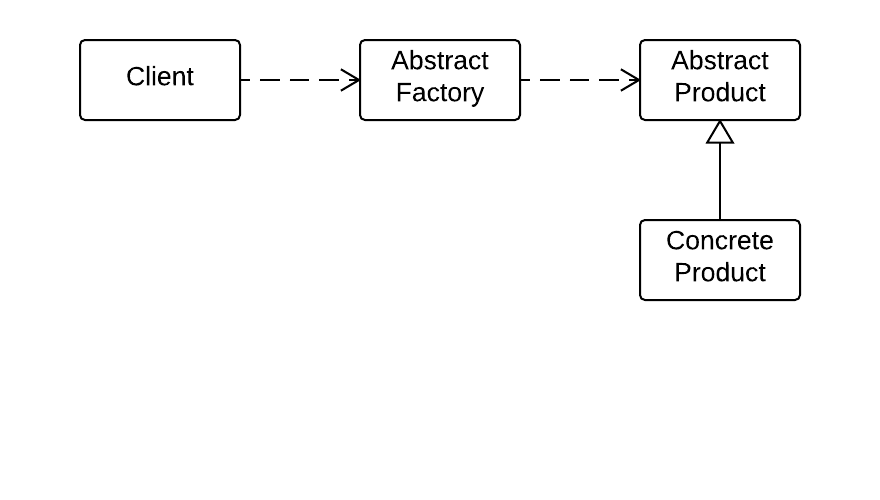 Client
Abstract
Factory
Abstract
Product
Concrete
Product